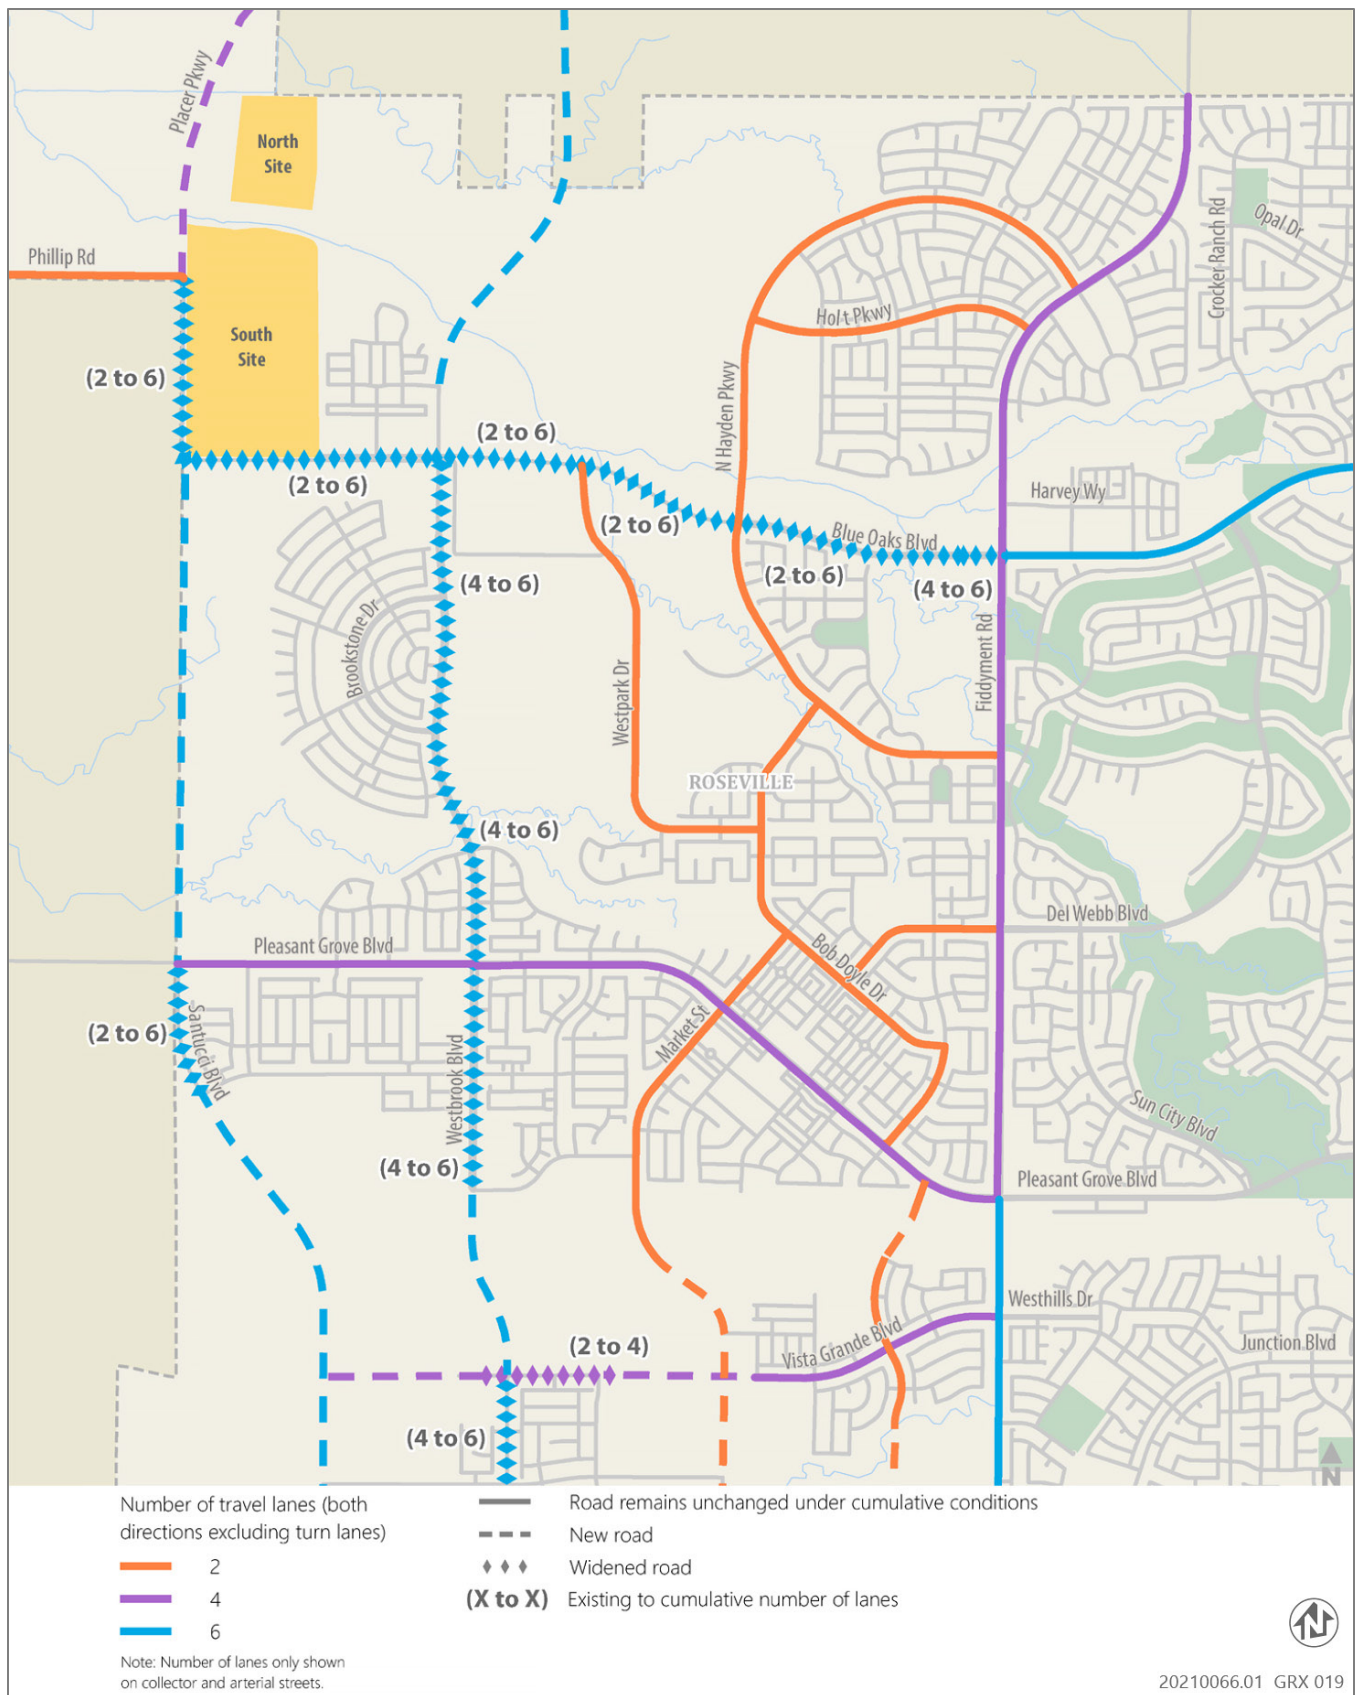 Placer Pkwy
North
Site
Phillip Rd
South
Site
(2 to 6)
(2 to 6)
(2 to 6)
Crocker Ranch Rd
Opal Dr
Holt Pkwy
N Hayden Pkwy
Harvey Wy
(2 to 6)
Blue Oaks Blvd
(2 to 6)
(4 to 6)
(4 to 6)
Brookstone Dr
Westpark Dr
Fiddyment Rd
ROSEVILLE
(4 to 6)
Del Webb Blvd
Pleasant Grove Blvd
Bob Doyle Dr
(2 to 6)
Santucci Blvd
Market St
Westbrook Blvd
Sun City Blvd
(4 to 6)
Pleasant Grove Blvd
Westhills Dr
(2 to 4)
Vista Grande Blvd
Junction Blvd
(4 to 6)
N
Number of travel lanes (both
directions excluding turn lanes)
2
4
6
Note: Number of lanes only shown
on collector and arterial streets.
Road remains unchanged under cumulative conditions
New road
Widened road
(X to X) Existing to cumulative number of lanes
N
20210066.01 GRX 019